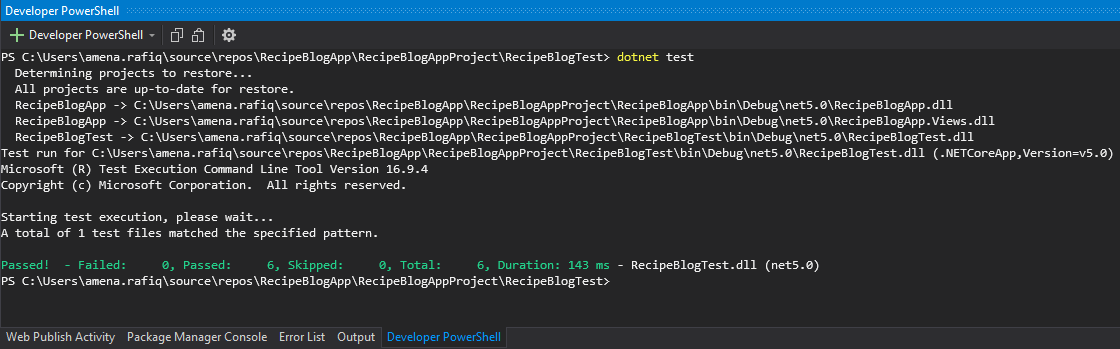 Developer PowerShell
Developer PowerShell
PS C:\Users\amena.rafiq\source\repos\RecipeBlogApp\RecipeBlogAppProject\RecipeBlogTest> dotnet test
Determining projects to restore...
All projects are up-to-date for restore.
RecipeBlogApp -> C:\Users\amena.rafiq\source\repos\RecipeBlogApp\RecipeBlogAppProject\RecipeBlogApp\bin\Debug\net5.0\RecipeBlogApp.dll
RecipeBlogApp -> C:\Users\amena.rafiq\source\repos\RecipeBlogApp\RecipeBlogAppProject\RecipeBlogApp\bin\Debug\net5.0\RecipeBlogApp.Views.dll
RecipeBlogTest -> C:\Users\amena.rafiq\source\repos\RecipeBlogApp\RecipeBlogAppProject\RecipeBlogTest\bin\Debug\net5.0\RecipeBlogTest.dll
Test run for C:\Users\amena.rafiq\source\repos\RecipeBlogApp\RecipeBlogAppProject\RecipeBlogTest\bin\Debug\net5.0\RecipeBlogTest.dll (.NETCoreApp,Version=v5.0)
Microsoft (R) Test Execution Command Line Tool Version 16.9.4
Copyright (c) Microsoft Corporation.  All rights reserved.
Starting test execution, please wait...
A total of 1 test files matched the specified pattern.
Passed!  - Failed:     0, Passed:     6, Skipped:     0, Total:     6, Duration: 143 ms - RecipeBlogTest.dll (net5.0)
PS C:\Users\amena.rafiq\source\repos\RecipeBlogApp\RecipeBlogAppProject\RecipeBlogTest>
Web Publish Activity Package Manager Console Error List Output Developer PowerShell